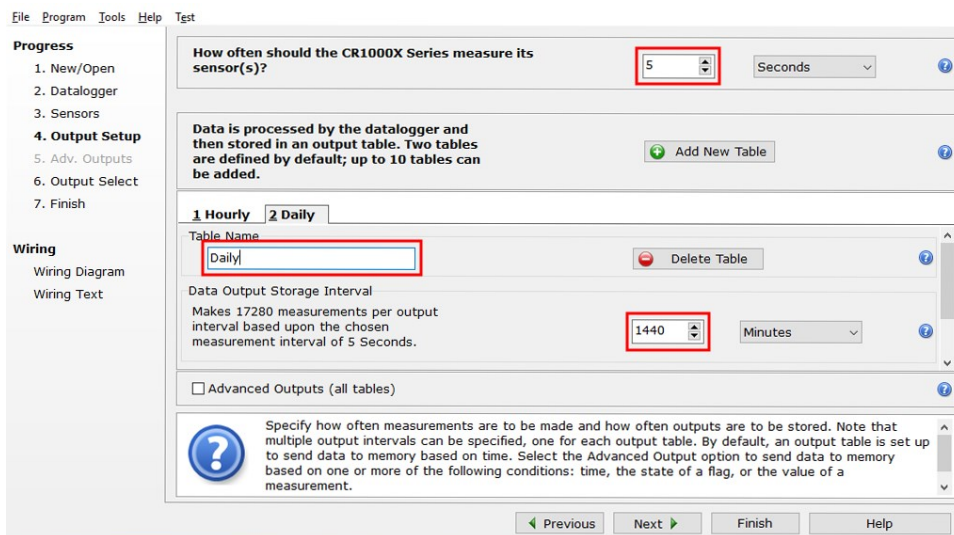 File Program Tools Help Test
Progress
1. New/Open
2. Datalogger
3. Sensors
4. Output Setup
5. Adv. Outputs
6. Output Select
7. Finish
Wiring
Wiring Diagram
Wiring Text
How often should the CR1000X Series measure its
sensor(s)?
5
Seconds
Data is processed by the datalogger and
then stored in an output table. Two tables
are defined by default; up to 10 tables can
be added.
Add New Table
1 Hourly
2 Daily
Table Name
Daily
Delete Table
Data Output Storage Interval
Makes 17280 measurements per output
interval based upon the chosen
measurement interval of 5 Seconds.
1440
Minutes
Advanced Outputs (all tables)
Specify how often measurements are to be made and how often outputs are to be stored. Note that
multiple output intervals can be specified, one for each output table. By default, an output table is set up
to send data to memory based on time. Select the Advanced Output option to send data to memory
based on one or more of the following conditions: time, the state of a flag, or the value of a
measurement.
Previous
Next
Finish
Help